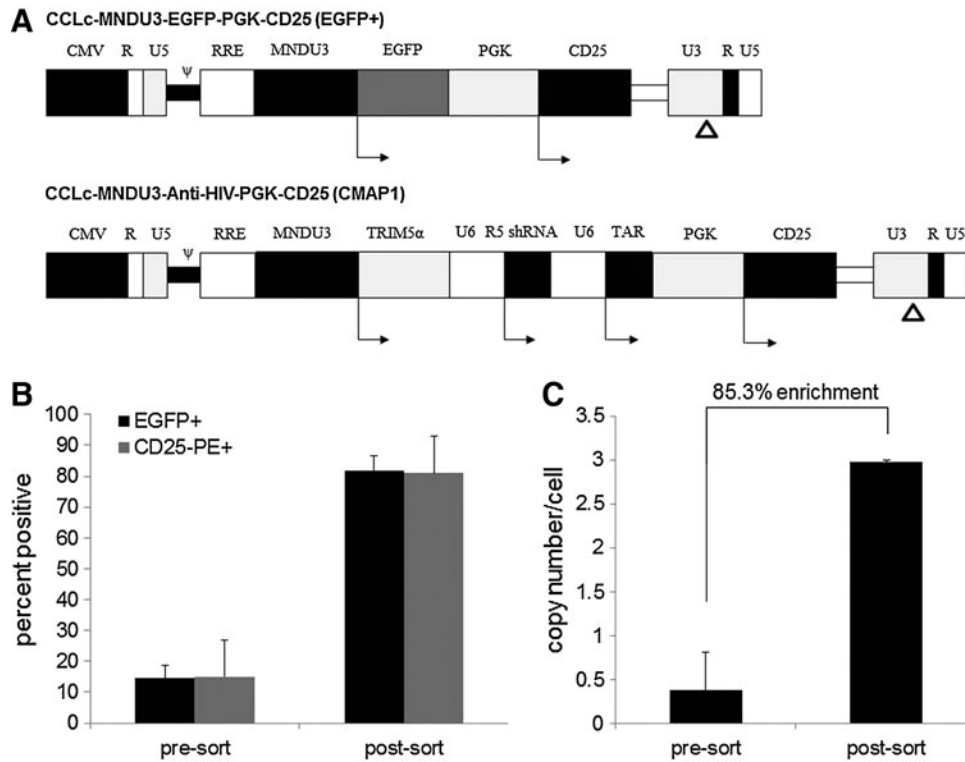 A
CCLc-MNDU3-EGFP-PGK-CD25 (EGFP+)
CMV R U5 Ψ RRE MNDU3 EGFP PGK CD25 U3 R U5
CCLc-MNDU3-Anti-HIV-PGK-CD25 (CMAP1)
CMV R U5 Ψ RRE MNDU3 TRIM5α U6 R5 shRNA U6 TAR PGK CD25 U3 R U5
B
EGFP+
CD25-PE+
percent positive
100
90
80
70
60
50
40
30
20
10
0
pre-sort post-sort
C
85.3% enrichment
copy number/cell
3.5
3
2.5
2
1.5
1
0.5
0
pre-sort post-sort